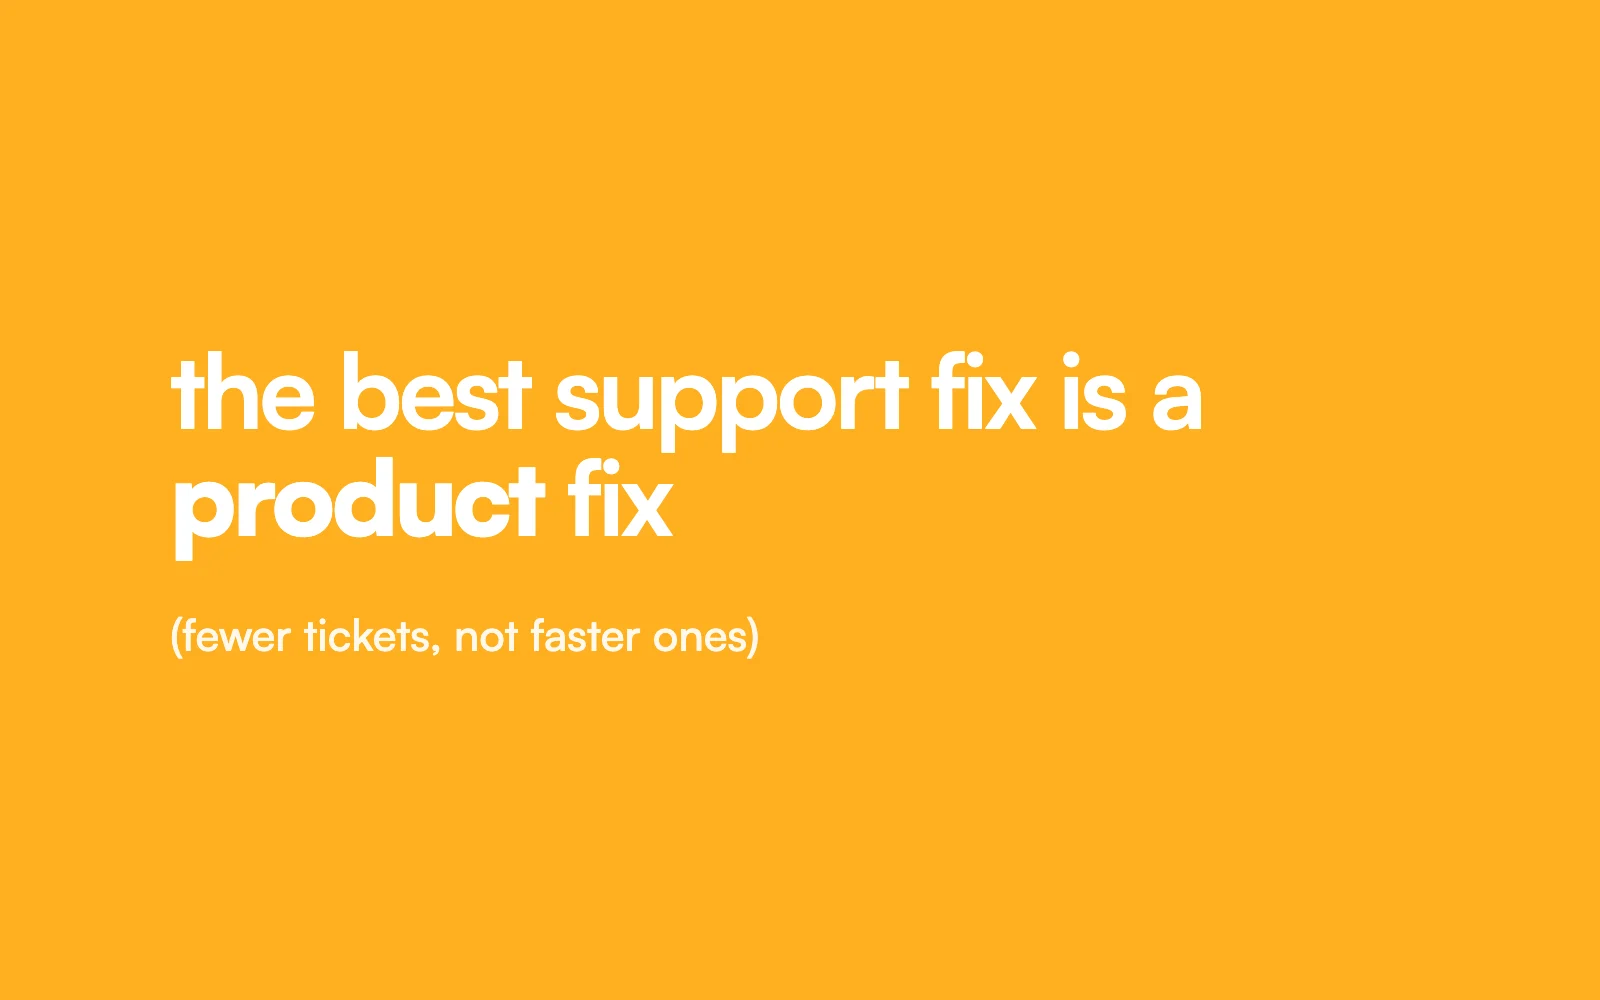 the best support fix is a
product fix
(fewer tickets, not faster ones)